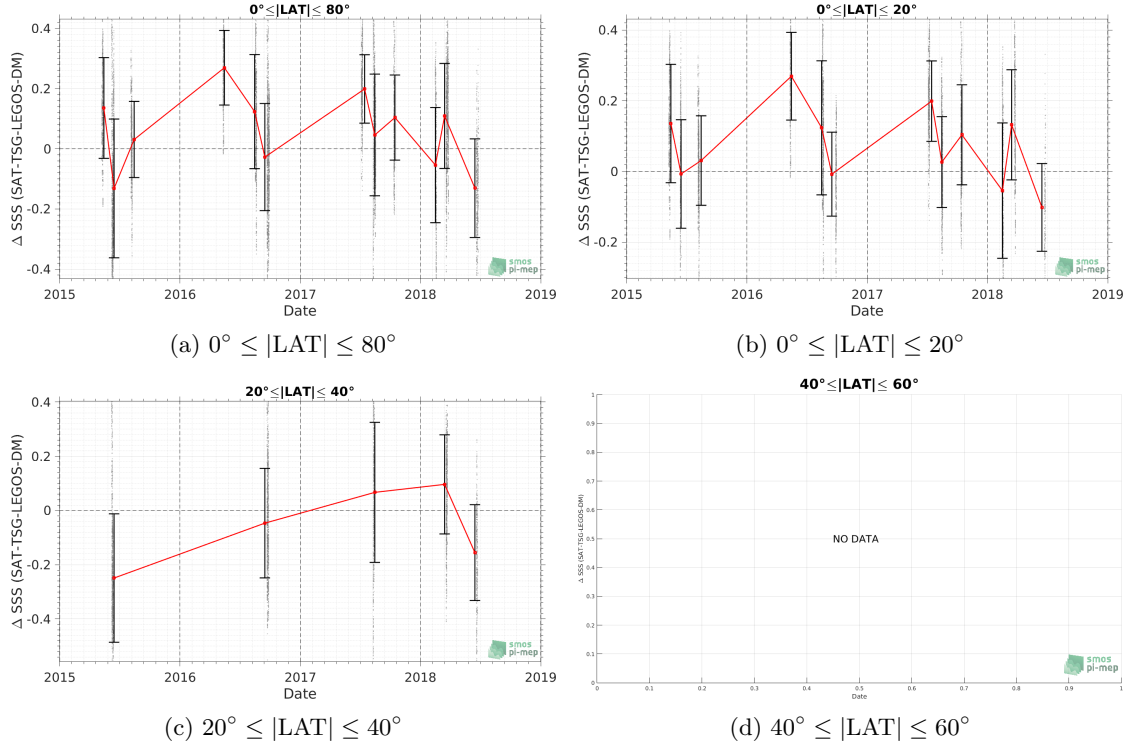 0°≤|LAT|≤ 80°
Δ SSS (SAT-TSG-LEGOS-DM)
0.4
0.2
0
-0.2
-0.4
2015 2016 2017 2018 2019
Date
smos
pi-mep
(a) 0° ≤ |LAT| ≤ 80°
0°≤|LAT|≤ 20°
Δ SSS (SAT-TSG-LEGOS-DM)
0.4
0.2
0
-0.2
2015 2016 2017 2018 2019
Date
smos
pi-mep
(b) 0° ≤ |LAT| ≤ 20°
20°≤|LAT|≤ 40°
Δ SSS (SAT-TSG-LEGOS-DM)
0.4
0.2
0
-0.2
-0.4
2015 2016 2017 2018 2019
Date
smos
pi-mep
(c) 20° ≤ |LAT| ≤ 40°
40°≤|LAT|≤ 60°
Δ SSS (SAT-TSG-LEGOS-DM)
1
0.9
0.8
0.7
0.6
0.5
0.4
0.3
0.2
0.1
0
NO DATA
0 0.1 0.2 0.3 0.4 0.5 0.6 0.7 0.8 0.9 1
Date
smos
pi-mep
(d) 40° ≤ |LAT| ≤ 60°